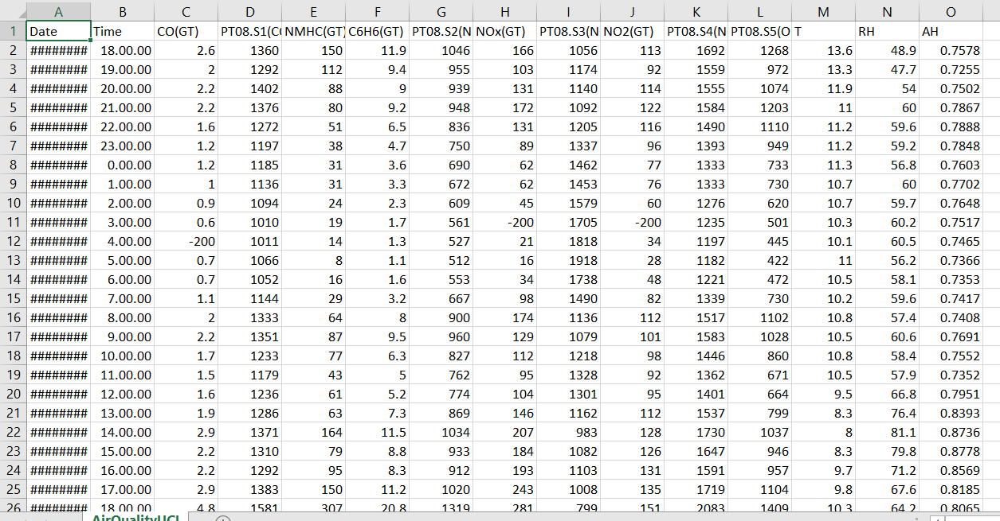 A B C D E F G H I J K L M N O
1 Date Time CO(GT) PT08.S1(C NMHC(GT) C6H6(GT) PT08.S2(N NOx(GT) PT08.S3(N NO2(GT) PT08.S4(N PT08.S5(O T RH AH
2 ######## 18.00.00 2.6 1360 150 11.9 1046 166 1056 113 1692 1268 13.6 48.9 0.7578
3 ######## 19.00.00 2 1292 112 9.4 955 103 1174 92 1559 972 13.3 47.7 0.7255
4 ######## 20.00.00 2.2 1402 88 9 939 131 1140 114 1555 1074 11.9 54 0.7502
5 ######## 21.00.00 2.2 1376 80 9.2 948 172 1092 122 1584 1203 11 60 0.7867
6 ######## 22.00.00 1.6 1272 51 6.5 836 131 1205 116 1490 1110 11.2 59.6 0.7888
7 ######## 23.00.00 1.2 1197 38 4.7 750 89 1337 96 1393 949 11.2 59.2 0.7848
8 ######## 0.00.00 1.2 1185 31 3.6 690 62 1462 77 1333 733 11.3 56.8 0.7603
9 ######## 1.00.00 1 1136 31 3.3 672 62 1453 76 1333 730 10.7 60 0.7702
10 ######## 2.00.00 0.9 1094 24 2.3 609 45 1579 60 1276 620 10.7 59.7 0.7648
11 ######## 3.00.00 0.6 1010 19 1.7 561 -200 1705 -200 1235 501 10.3 60.2 0.7517
12 ######## 4.00.00 -200 1011 14 1.3 527 21 1818 34 1197 445 10.1 60.5 0.7465
13 ######## 5.00.00 0.7 1066 8 1.1 512 16 1918 28 1182 422 11 56.2 0.7366
14 ######## 6.00.00 0.7 1052 16 1.6 553 34 1738 48 1221 472 10.5 58.1 0.7353
15 ######## 7.00.00 1.1 1144 29 3.2 667 98 1490 82 1339 730 10.2 59.6 0.7417
16 ######## 8.00.00 2 1333 64 8 900 174 1136 112 1517 1102 10.8 57.4 0.7408
17 ######## 9.00.00 2.2 1351 87 9.5 960 129 1079 101 1583 1028 10.5 60.6 0.7691
18 ######## 10.00.00 1.7 1233 77 6.3 827 112 1218 98 1446 860 10.8 58.4 0.7552
19 ######## 11.00.00 1.5 1179 43 5 762 95 1328 92 1362 671 10.5 57.9 0.7352
20 ######## 12.00.00 1.6 1236 61 5.2 774 104 1301 95 1401 664 9.5 66.8 0.7951
21 ######## 13.00.00 1.9 1286 63 7.3 869 146 1162 112 1537 799 8.3 76.4 0.8393
22 ######## 14.00.00 2.9 1371 164 11.5 1034 207 983 128 1730 1037 8 81.1 0.8736
23 ######## 15.00.00 2.2 1310 79 8.8 933 184 1082 126 1647 946 8.3 79.8 0.8778
24 ######## 16.00.00 2.2 1292 95 8.3 912 193 1103 131 1591 957 9.7 71.2 0.8569
25 ######## 17.00.00 2.9 1383 150 11.2 1020 243 1008 135 1719 1104 9.8 67.6 0.8185
26 ######## 18.00.00 4.8 1581 307 20.8 1319 281 799 151 2083 1409 10.3 64.2 0.8065
AirQualityUCI